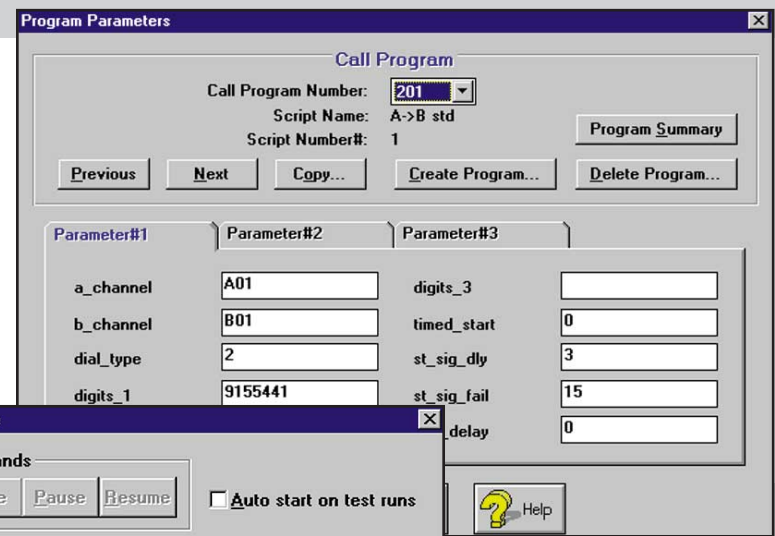 Program Parameters
Call Program
Call Program Number: 201
Script Name: A->B std
Script Number#: 1
Program Summary
Previous Next Copy... Create Program... Delete Program...
Parameter#1 Parameter#2 Parameter#3
a_channel A01 digits_3
b_channel B01 timed_start 0
dial_type 2 st_sig_dly 3
digits_1 9155441 st_sig_fail 15
_delay 0
Pause Resume Auto start on test runs
Help